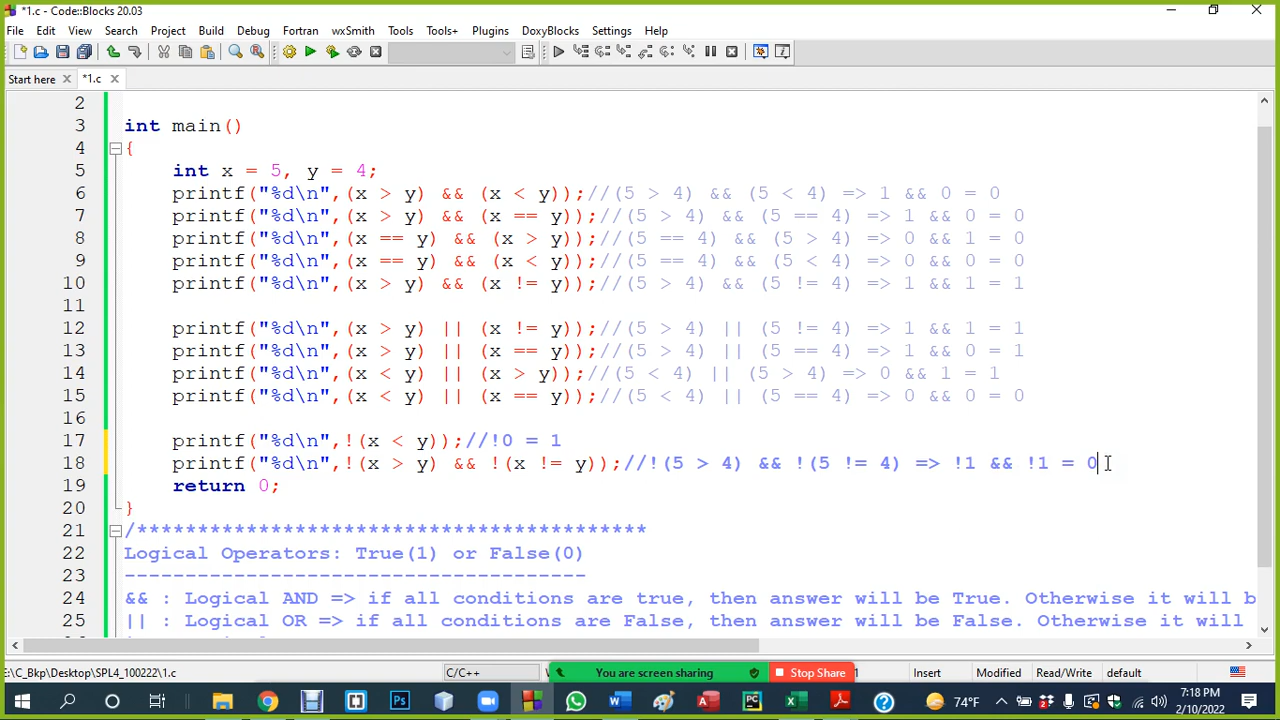 *1.c - Code::Blocks 20.03
File Edit View Search Project Build Debug Fortran wxSmith Tools Tools+ Plugins DoxyBlocks Settings Help
Start here *1.c
2
3 int main()
4 {
5 int x = 5, y = 4;
6 printf("%d\n",(x > y) && (x < y));//(5 > 4) && (5 < 4) => 1 && 0 = 0
7 printf("%d\n",(x > y) && (x == y));//(5 > 4) && (5 == 4) => 1 && 0 = 0
8 printf("%d\n",(x == y) && (x > y));//(5 == 4) && (5 > 4) => 0 && 1 = 0
9 printf("%d\n",(x == y) && (x < y));//(5 == 4) && (5 < 4) => 0 && 0 = 0
10 printf("%d\n",(x > y) && (x != y));//(5 > 4) && (5 != 4) => 1 && 1 = 1
11
12 printf("%d\n",(x > y) || (x != y));//(5 > 4) || (5 != 4) => 1 && 1 = 1
13 printf("%d\n",(x > y) || (x == y));//(5 > 4) || (5 == 4) => 1 && 0 = 1
14 printf("%d\n",(x < y) || (x > y));//(5 < 4) || (5 > 4) => 0 && 1 = 1
15 printf("%d\n",(x < y) || (x == y));//(5 < 4) || (5 == 4) => 0 && 0 = 0
16
17 printf("%d\n",!(x < y));//!0 = 1
18 printf("%d\n",!(x > y) && !(x != y));//!(5 > 4) && !(5 != 4) => !1 && !1 = 0
19 return 0;
20 }
21 /******************************************
22 Logical Operators: True(1) or False(0)
23 --------------------------------------
24 && : Logical AND => if all conditions are true, then answer will be True. Otherwise it will b
25 || : Logical OR => if all conditions are False, then answer will be False. Otherwise it will
E:\C_Bkp\Desktop\SPL4_100222\1.c C/C++ You are screen sharing Stop Share 1 Insert Modified Read/Write default
74°F 7:18 PM
2/10/2022